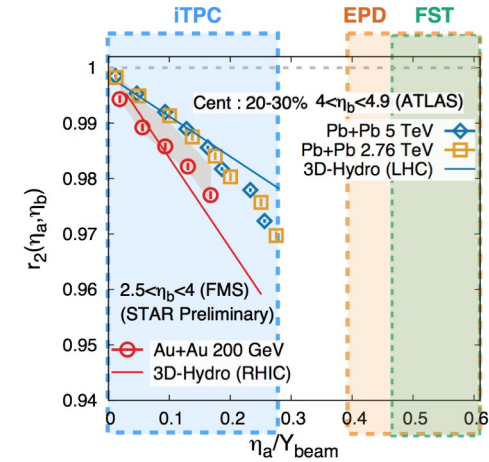 iTPC EPD FST
1
0.99
0.98
0.97
0.96
0.95
0.94
r2(ηa,ηb)
Cent : 20-30% 4<ηb<4.9 (ATLAS)
Pb+Pb 5 TeV
Pb+Pb 2.76 TeV
3D-Hydro (LHC)
2.5<ηb<4 (FMS)
(STAR Preliminary)
Au+Au 200 GeV
3D-Hydro (RHIC)
0 0.1 0.2 0.3 0.4 0.5 0.6
ηa/Ybeam